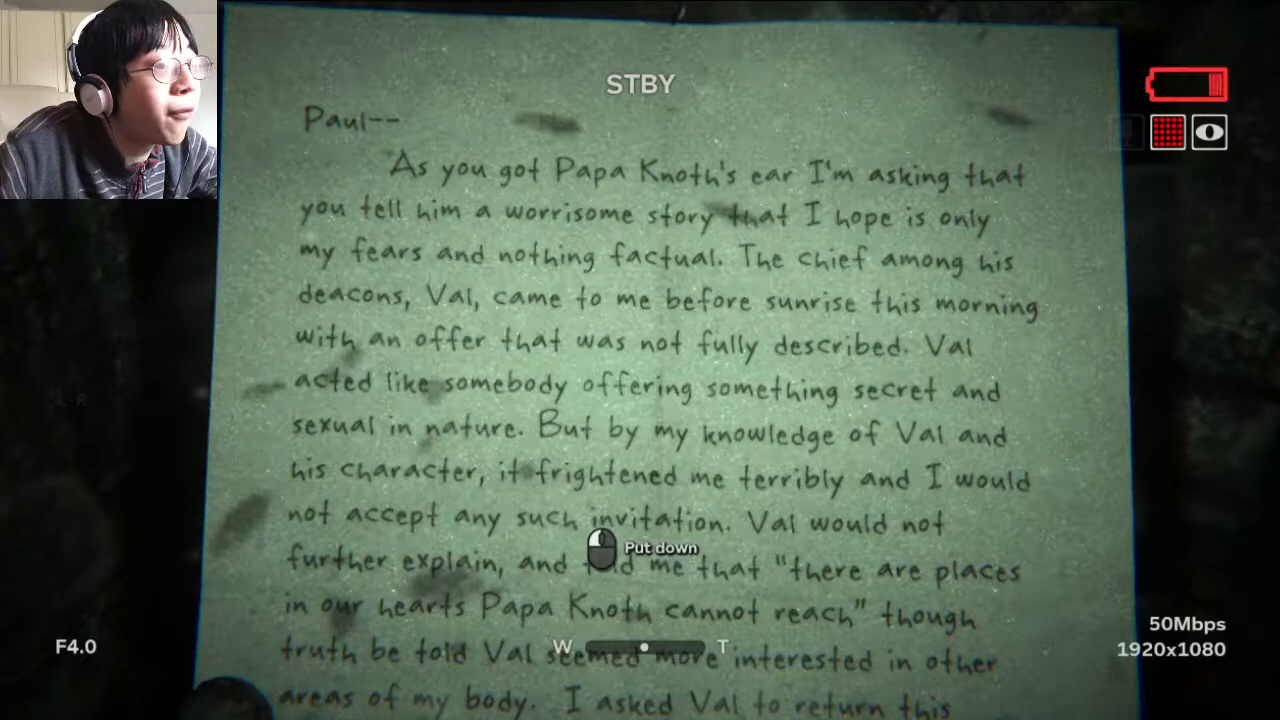 STBY
Paul--
As you got Papa Knoth's ear I'm asking that
you tell him a worrisome story that I hope is only
my fears and nothing factual. The chief among his
deacons, Val, came to me before sunrise this morning
with an offer that was not fully described. Val
acted like somebody offering something secret and
sexual in nature. But by my knowledge of Val and
his character, it frightened me terribly and I would
not accept any such invitation. Val would not
Put down
further explain, and told me that "there are places
in our hearts Papa Knoth cannot reach" though
truth be told Val seemed more interested in other
areas of my body. I asked Val to return this
F4.0
W
T
50Mbps
1920x1080